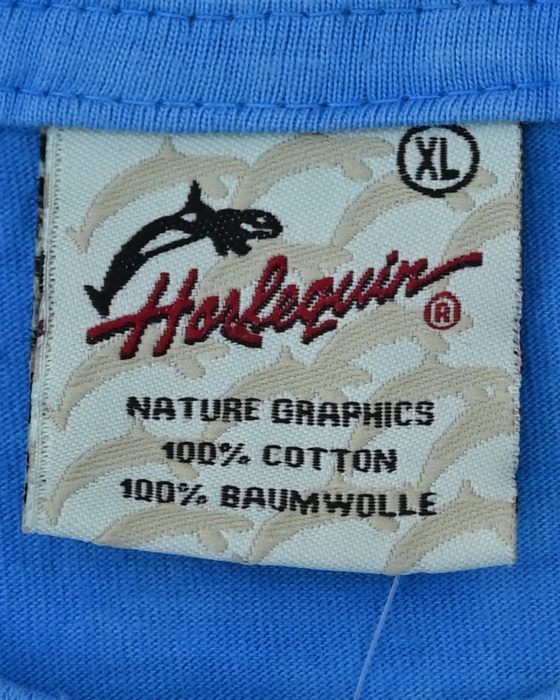 XL
Harlequin ®
NATURE GRAPHICS
100% COTTON
100% BAUMWOLLE